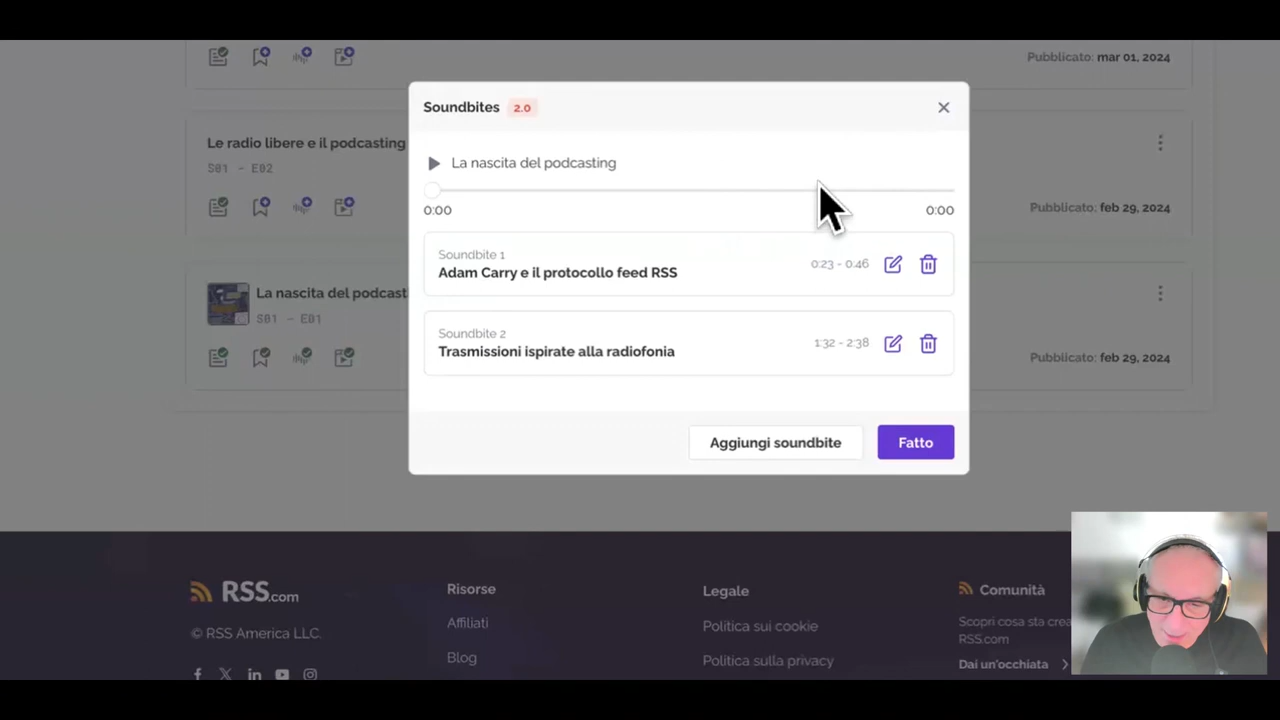 Pubblicato: mar 01, 2024
Soundbites 2.0
Le radio libere e il podcasting
S01 - E02
La nascita del podcasting
0:00
0:00
Pubblicato: feb 29, 2024
Soundbite 1
Adam Carry e il protocollo feed RSS
0:23 - 0:46
La nascita del podcast
S01 - E01
Soundbite 2
Trasmissioni ispirate alla radiofonia
1:32 - 2:38
Pubblicato: feb 29, 2024
Aggiungi soundbite
Fatto
RSS.com
© RSS America LLC.
Risorse
Affiliati
Blog
Legale
Politica sui cookie
Politica sulla privacy
Comunità
Scopri cosa sta
RSS.com
Dai un'occhiata